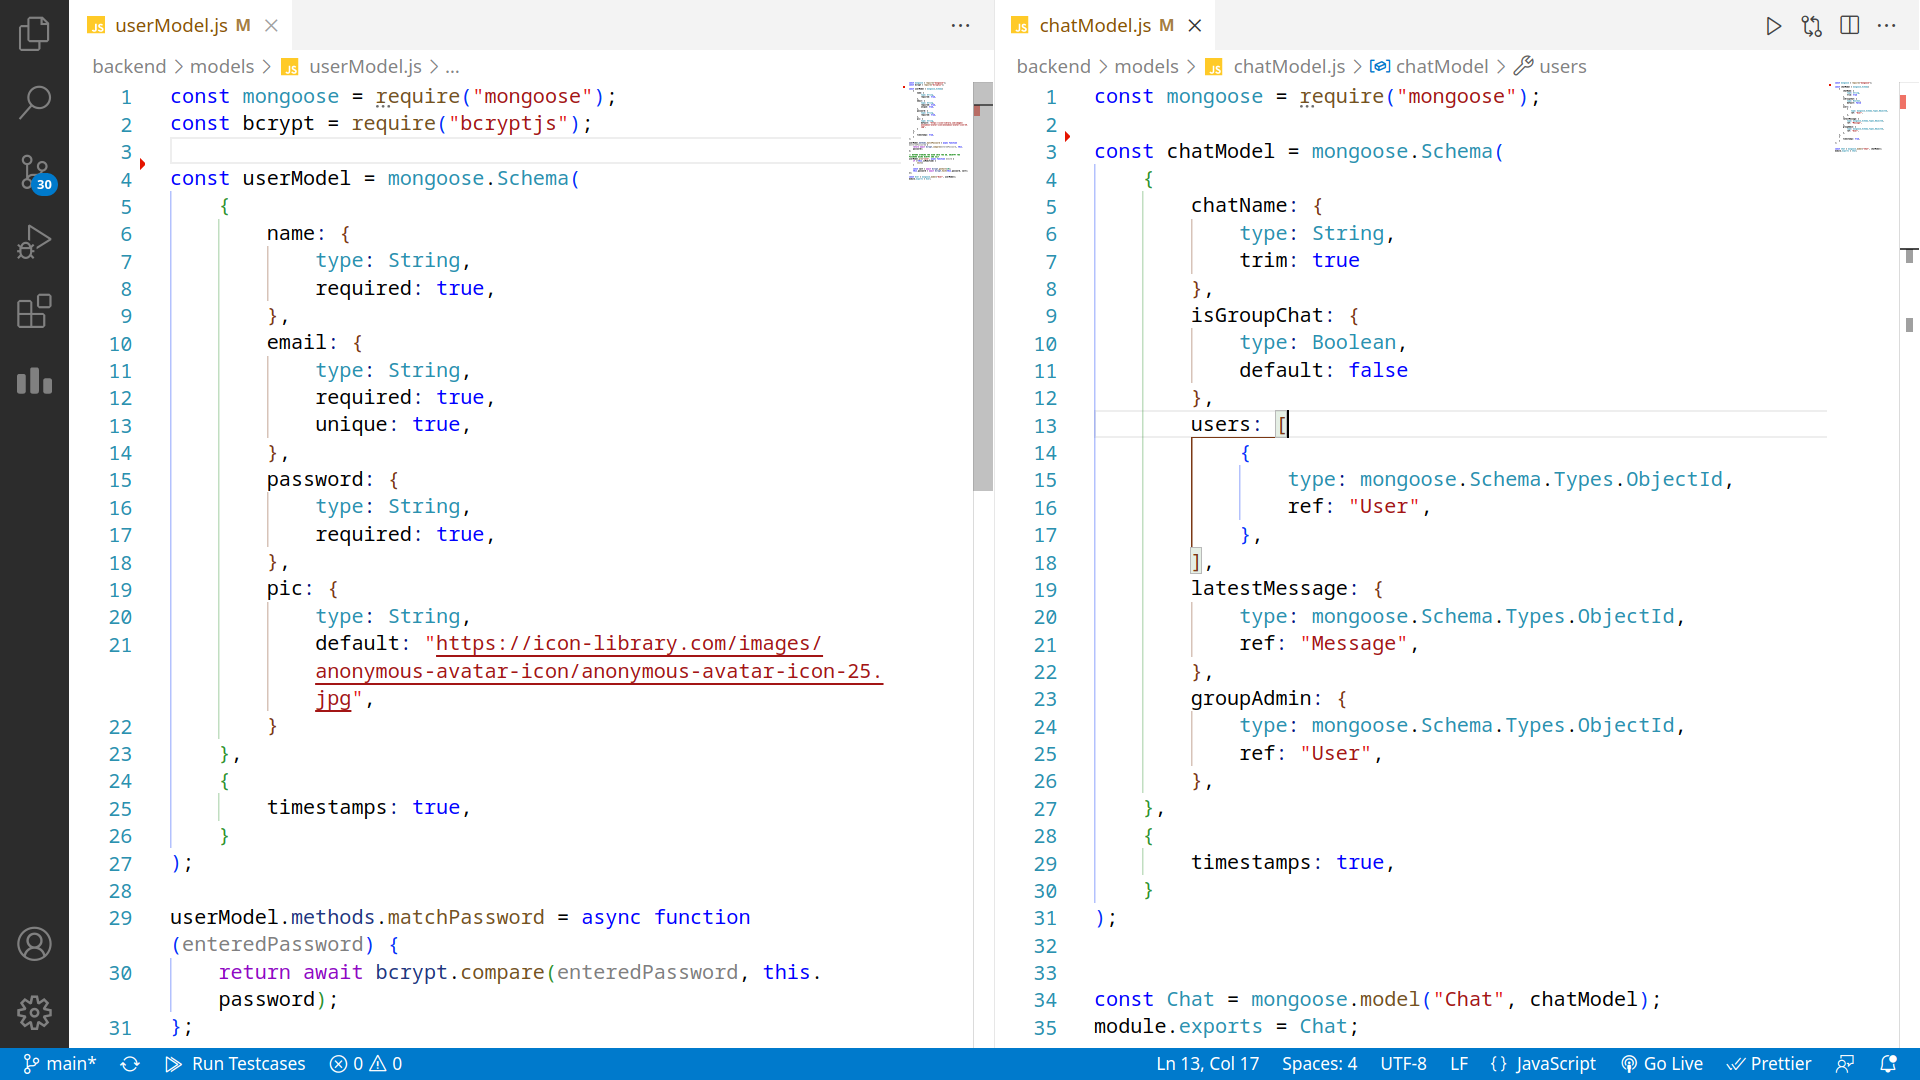 userModel.js M
backend > models > JS userModel.js > ...
1 const mongoose = require("mongoose");
2 const bcrypt = require("bcryptjs");
3
4 const userModel = mongoose.Schema(
5 {
6 name: {
7 type: String,
8 required: true,
9 },
10 email: {
11 type: String,
12 required: true,
13 unique: true,
14 },
15 password: {
16 type: String,
17 required: true,
18 },
19 pic: {
20 type: String,
21 default: "https://icon-library.com/images/
anonymous-avatar-icon/anonymous-avatar-icon-25.
jpg",
22 }
23 },
24 {
25 timestamps: true,
26 }
27 );
28
29 userModel.methods.matchPassword = async function
(enteredPassword) {
30 return await bcrypt.compare(enteredPassword, this.
password);
31 };
JS chatModel.js M
backend > models > JS chatModel.js > chatModel > users
1 const mongoose = require("mongoose");
2
3 const chatModel = mongoose.Schema(
4 {
5 chatName: {
6 type: String,
7 trim: true
8 },
9 isGroupChat: {
10 type: Boolean,
11 default: false
12 },
13 users: [
14 {
15 type: mongoose.Schema.Types.ObjectId,
16 ref: "User",
17 },
18 ],
19 latestMessage: {
20 type: mongoose.Schema.Types.ObjectId,
21 ref: "Message",
22 },
23 groupAdmin: {
24 type: mongoose.Schema.Types.ObjectId,
25 ref: "User",
26 },
27 },
28 {
29 timestamps: true,
30 }
31 );
32
33
34 const Chat = mongoose.model("Chat", chatModel);
35 module.exports = Chat;
30
main* Run Testcases 0 0 Ln 13, Col 17 Spaces: 4 UTF-8 LF {} JavaScript Go Live Prettier